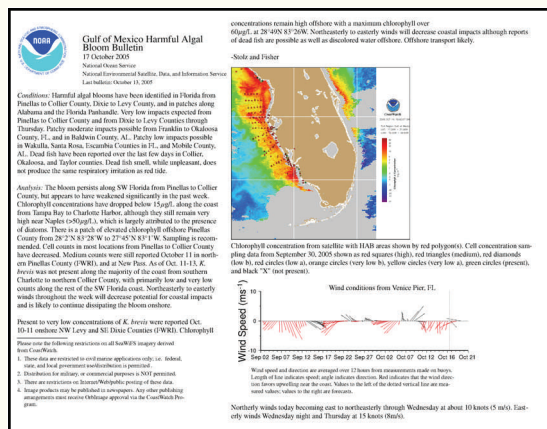 Gulf of Mexico Harmful Algal
Bloom Bulletin
17 October 2005
National Ocean Service
National Environmental Satellite, Data, and Information Service
Last bulletin: October 13, 2005
Conditions: Harmful algal blooms have been identified in Florida from
Pinellas to Collier County, Dixie to Levy County, and in patches along
Alabama and the Florida Panhandle. Very low impacts expected from
Pinellas to Collier County and from Dixie to Levy Counties through
Thursday. Patchy moderate impacts possible from Franklin to Okaloosa
County, FL, and in Baldwin County, AL. Patchy low impacts possible
in Wakulla, Santa Rosa, Escambia Counties in FL, and Mobile County,
AL. Dead fish have been reported over the last few days in Collier,
Okaloosa, and Taylor counties. Dead fish smell, while unpleasant, does
not produce the same respiratory irritation as red tide.
Analysis: The bloom persists along SW Florida from Pinellas to Collier
County, but appears to have weakened significantly in the past week.
Chlorophyll concentrations have dropped below 15µg/L along the coast
from Tampa Bay to Charlotte Harbor, although they still remain very
high near Naples (>50µg/L), which is largely attributed to the presence
of diatoms. There is a patch of elevated chlorophyll offshore Pinellas
County from 28°2'N 83°28'W to 27°45'N 83°1'W. Sampling is recom-
mended. Cell counts in most locations from Pinellas to Collier County
have decreased. Medium counts were still reported October 11 in north-
ern Pinellas County (FWRI), and at New Pass. As of Oct. 11-13, K.
brevis was not present along the majority of the coast from southern
Charlotte to northern Collier County, with primarily low and very low
counts along the rest of the SW Florida coast. Northeasterly to easterly
winds throughout the week will decrease potential for coastal impacts
and is likely to continue dissipating the bloom onshore.
Present to very low concentrations of K. brevis were reported Oct.
10-11 onshore NW Levy and SE Dixie Counties (FWRI). Chlorophyll
Please note the following restrictions on all SeaWiFS imagery derived
from CoastWatch.
1. These data are restricted to civil marine applications only; i.e. federal,
state, and local government use/distribution is permitted.
2. Distribution for military, or commercial purposes is NOT permitted.
3. There are restrictions on Internet/Web/public posting of these data.
4. Image products may be published in newspapers. Any other publishing
arrangements must receive OrbImage approval via the CoastWatch Pro-
gram.
concentrations remain high offshore with a maximum chlorophyll over
60µg/L at 28°49N 83°26W. Northeasterly to easterly winds will decrease coastal impacts although reports
of dead fish are possible as well as discolored water offshore. Offshore transport likely.
-Stolz and Fisher
Chlorophyll concentration from satellite with HAB areas shown by red polygon(s). Cell concentration sam-
pling data from September 30, 2005 shown as red squares (high), red triangles (medium), red diamonds
(low b), red circles (low a), orange circles (very low b), yellow circles (very low a), green circles (present),
and black "X" (not present).
Wind conditions from Venice Pier, FL
Wind Speed (ms⁻¹)
10
0
-10
Sep 02 Sep 07 Sep 12 Sep 17 Sep 22 Sep 27 Oct 02 Oct 07 Oct 12 Oct 16 Oct 21
Wind speed and direction are averaged over 12 hours from measurements made on buoys.
Length of line indicates speed; angle indicates direction. Red indicates that the wind direc-
tion favors upwelling near the coast. Values to the left of the dotted vertical line are mea-
sured values; values to the right are forecasts.
Northerly winds today becoming east to northeasterly through Wednesday at about 10 knots (5 m/s). East-
erly winds Wednesday night and Thursday at 15 knots (8m/s).